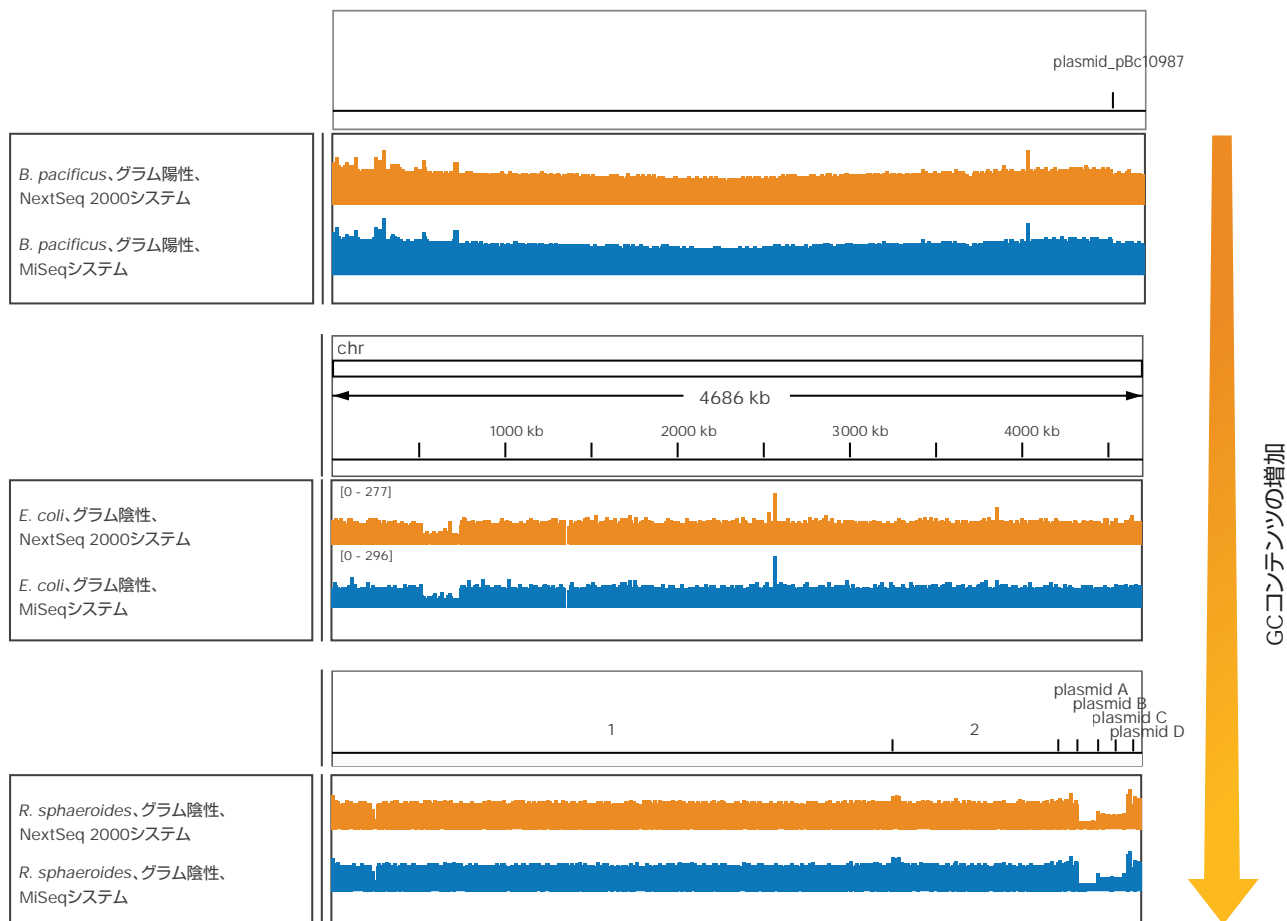 plasmid_pBc10987
B. pacificus、グラム陽性、
NextSeq 2000システム
B. pacificus、グラム陽性、
MiSeqシステム
chr
4686 kb
1000 kb
2000 kb
3000 kb
4000 kb
[0 - 277]
E. coli、グラム陰性、
NextSeq 2000システム
[0 - 296]
E. coli、グラム陰性、
MiSeqシステム
GCコンテンツの増加
plasmid A
plasmid B
plasmid C
plasmid D
1
2
R. sphaeroides、グラム陰性、
NextSeq 2000システム
R. sphaeroides、グラム陰性、
MiSeqシステム